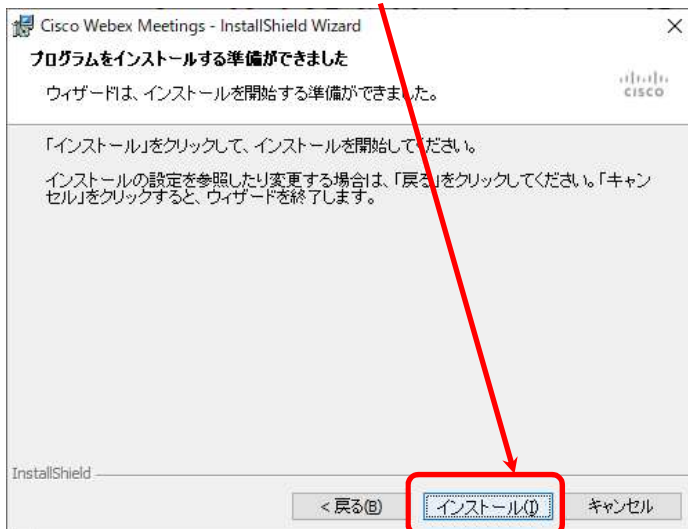 Cisco Webex Meetings - InstallShield Wizard
プログラムをインストールする準備ができました
ウィザードは、インストールを開始する準備ができました。
CISCO
「インストール」をクリックして、インストールを開始してください。
インストールの設定を参照したり変更する場合は、「戻る」をクリックしてください。「キャン
セル」をクリックすると、ウィザードを終了します。
InstallShield
< 戻る(B)
インストール(I)
キャンセル